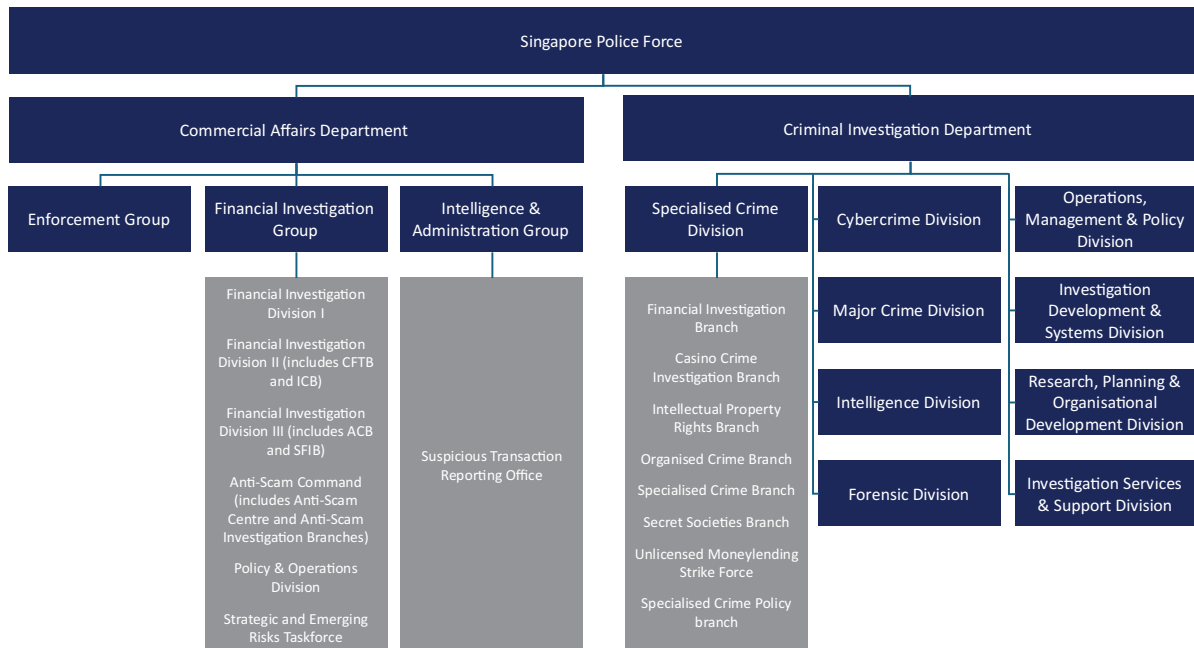 Singapore Police Force
Commercial Affairs Department
Criminal Investigation Department
Enforcement Group
Financial Investigation
Group
Intelligence &
Administration Group
Specialised Crime
Division
Cybercrime Division
Operations,
Management & Policy
Division
Financial Investigation
Division I
Financial Investigation
Division II (includes CFTB
and ICB)
Financial Investigation
Division III (includes ACB
and SFIB)
Anti-Scam Command
(includes Anti-Scam
Centre and Anti-Scam
Investigation Branches)
Policy & Operations
Division
Strategic and Emerging
Risks Taskforce
Suspicious Transaction
Reporting Office
Financial Investigation
Branch
Casino Crime
Investigation Branch
Intellectual Property
Rights Branch
Organised Crime Branch
Specialised Crime Branch
Secret Societies Branch
Unlicensed Moneylending
Strike Force
Specialised Crime Policy
branch
Major Crime Division
Intelligence Division
Forensic Division
Investigation
Development &
Systems Division
Research, Planning &
Organisational
Development Division
Investigation Services
& Support Division